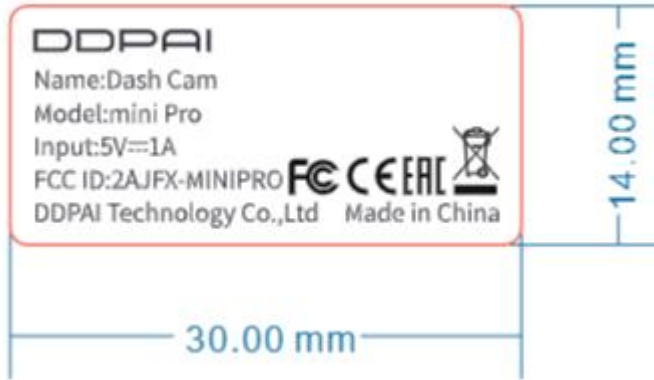 DDPAI
Name:Dash Cam
Model:mini Pro
Input:5V⎓1A
FCC ID:2AJFX-MINIPRO FC CE EAC
DDPAI Technology Co.,Ltd Made in China
14.00 mm
30.00 mm